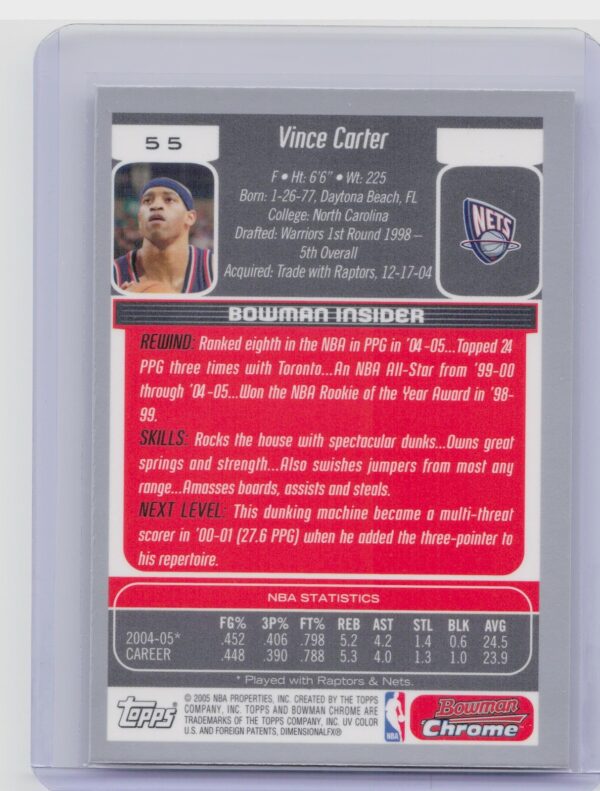 55
Vince Carter
F • Ht: 6'6" • Wt: 225
Born: 1-26-77, Daytona Beach, FL
College: North Carolina
Drafted: Warriors 1st Round 1998 –
5th Overall
Acquired: Trade with Raptors, 12-17-04
NETS
BOWMAN INSIDER
REWIND: Ranked eighth in the NBA in PPG in '04-05...Topped 24
PPG three times with Toronto...An NBA All-Star from '99-00
through '04-05...Won the NBA Rookie of the Year Award in '98-
99.
SKILLS: Rocks the house with spectacular dunks...Owns great
springs and strength...Also swishes jumpers from most any
range...Amasses boards, assists and steals.
NEXT LEVEL: This dunking machine became a multi-threat
scorer in '00-01 (27.6 PPG) when he added the three-pointer to
his repertoire.
NBA STATISTICS
FG% 3P% FT% REB AST STL BLK AVG
2004-05* .452 .406 .798 5.2 4.2 1.4 0.6 24.5
CAREER .448 .390 .788 5.3 4.0 1.3 1.0 23.9
* Played with Raptors & Nets.
Topps
© 2005 NBA PROPERTIES, INC. CREATED BY THE TOPPS
COMPANY, INC. TOPPS AND BOWMAN CHROME ARE
TRADEMARKS OF THE TOPPS COMPANY, INC. UV COLOR
U.S. AND FOREIGN PATENTS, DIMENSIONALFX®
NBA
Bowman
Chrome